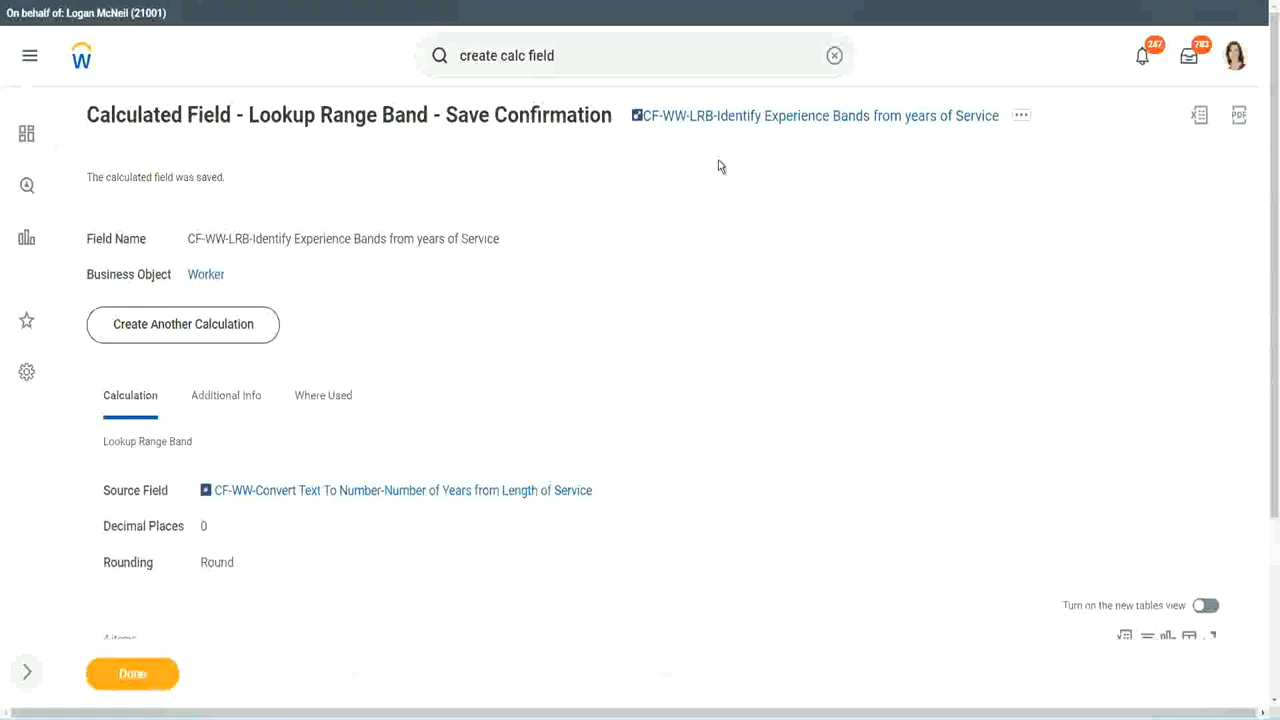 On behalf of: Logan McNeil (21001)
W
create calc field
247
783
Calculated Field - Lookup Range Band - Save Confirmation
CF-WW-LRB-Identify Experience Bands from years of Service
PDF
The calculated field was saved.
Field Name CF-WW-LRB-Identify Experience Bands from years of Service
Business Object Worker
Create Another Calculation
Calculation Additional Info Where Used
Lookup Range Band
Source Field CF-WW-Convert Text To Number-Number of Years from Length of Service
Decimal Places 0
Rounding Round
Turn on the new tables view
4 items
Done